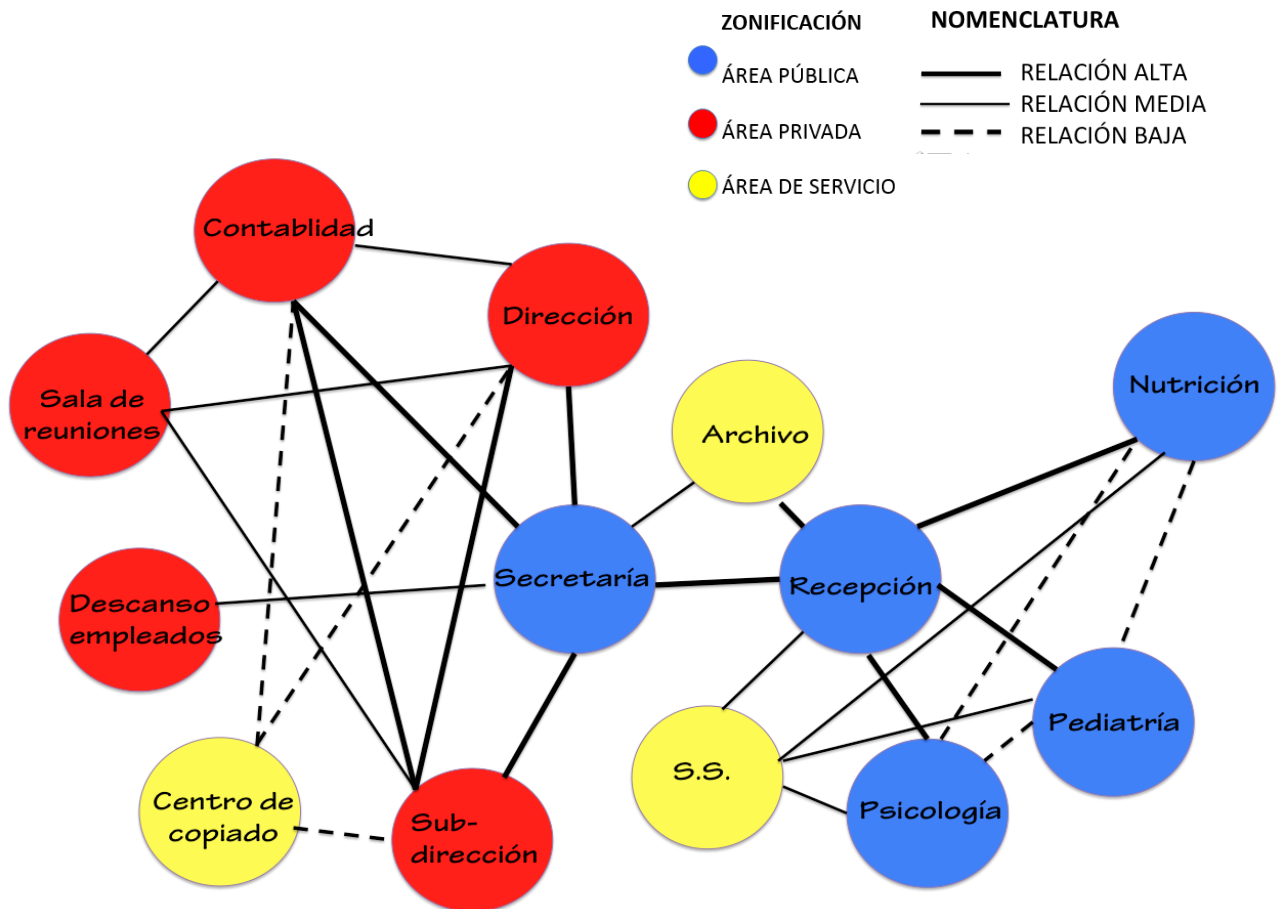 ZONIFICACIÓN
ÁREA PÚBLICA
ÁREA PRIVADA
ÁREA DE SERVICIO
NOMENCLATURA
RELACIÓN ALTA
RELACIÓN MEDIA
RELACIÓN BAJA
Contablidad
Dirección
Sala de
reuniones
Archivo
Nutrición
Descanso
empleados
Secretaría
Recepción
Centro de
copiado
Sub-
dirección
S.S.
Psicología
Pediatría